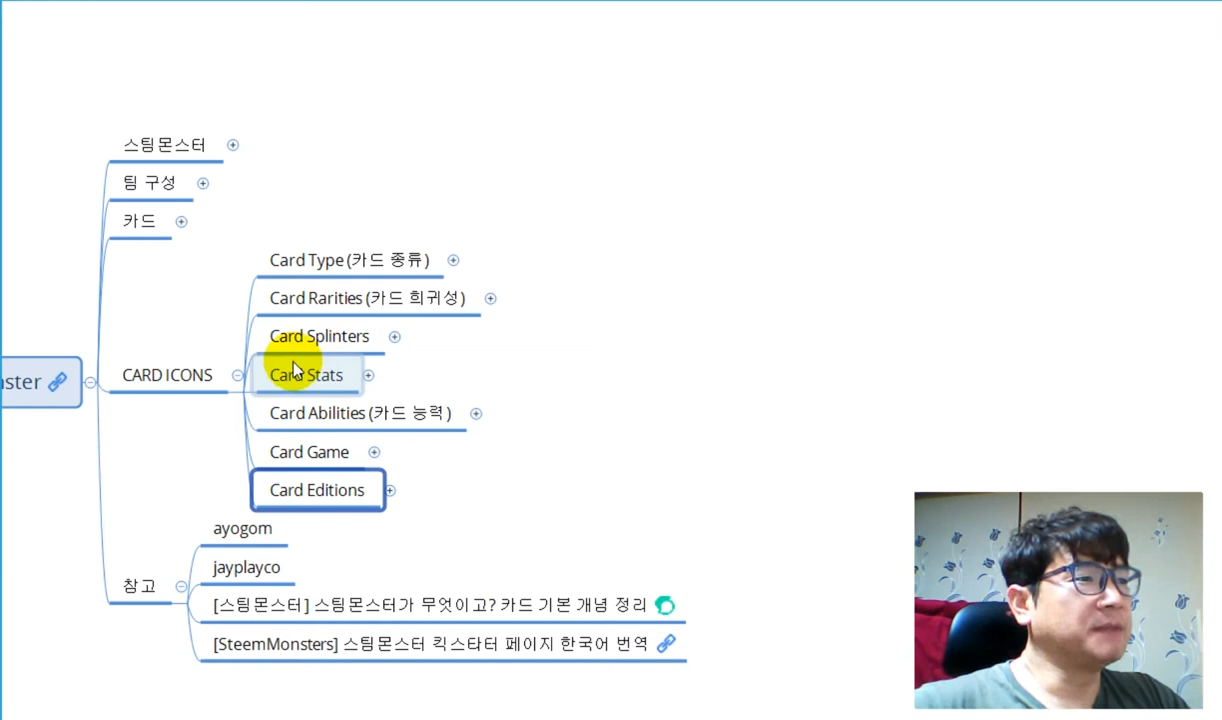 스팀몬스터
팀 구성
카드
Card Type (카드 종류)
Card Rarities (카드 희귀성)
Card Splinters
aster
CARD ICONS
Card Stats
Card Abilities (카드 능력)
Card Game
Card Editions
ayogom
jayplayco
참고
[스팀몬스터] 스팀몬스터가 무엇이고? 카드 기본 개념 정리
[SteemMonsters] 스팀몬스터 킥스타터 페이지 한국어 번역